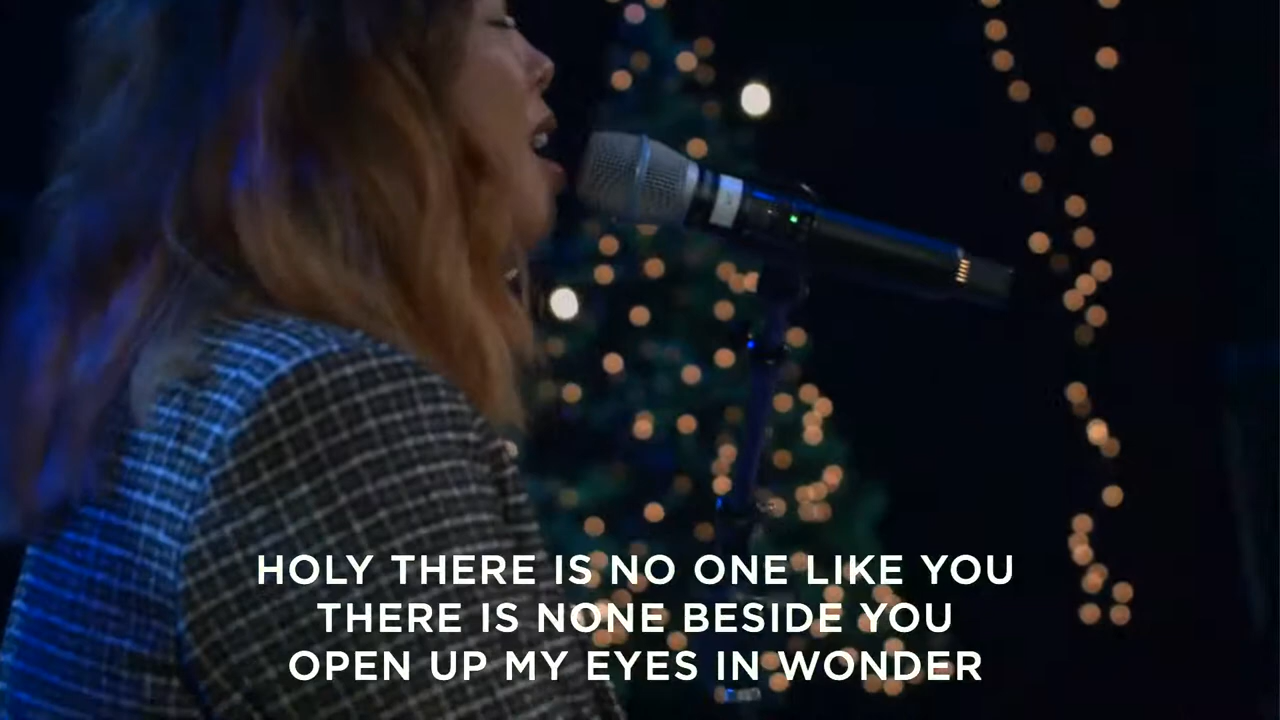 HOLY THERE IS NO ONE LIKE YOU
THERE IS NONE BESIDE YOU
OPEN UP MY EYES IN WONDER